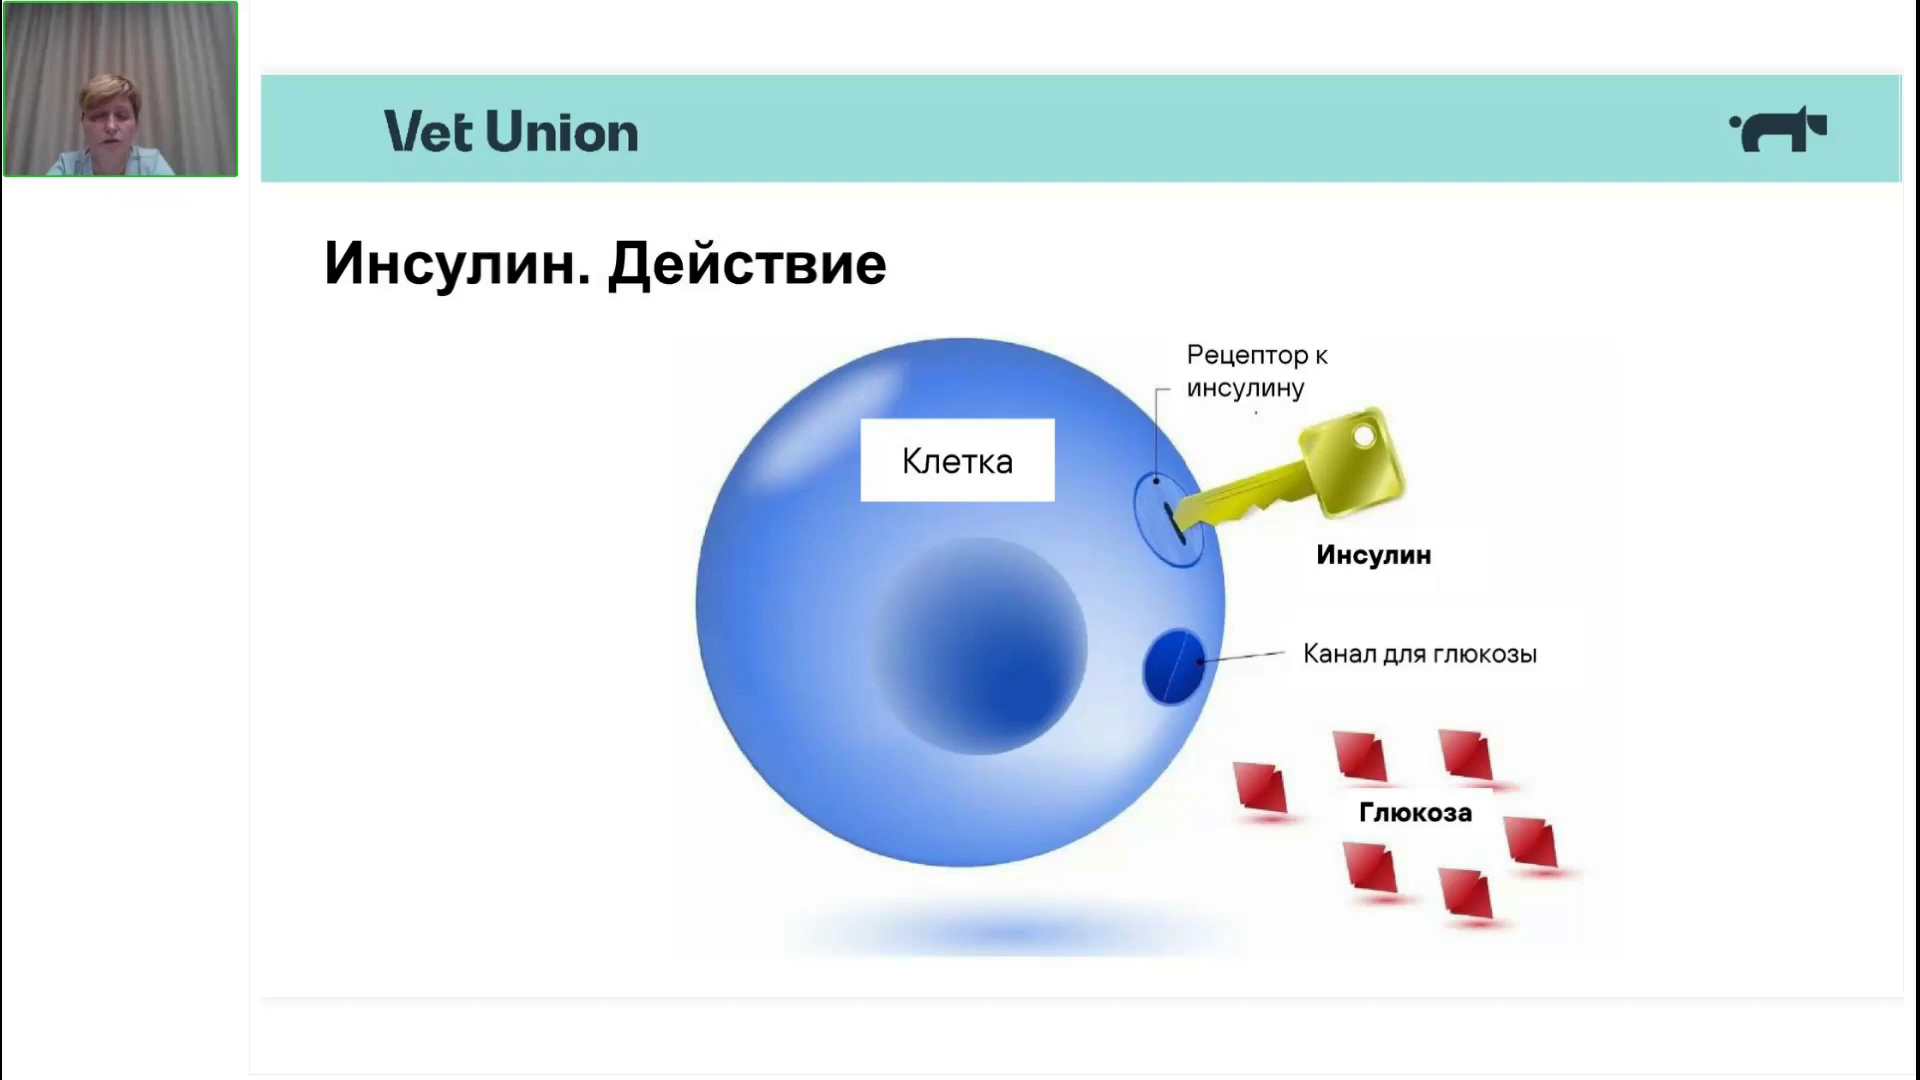 Vet Union
Инсулин. Действие
Рецептор к
инсулину
Клетка
Инсулин
Канал для глюкозы
Глюкоза